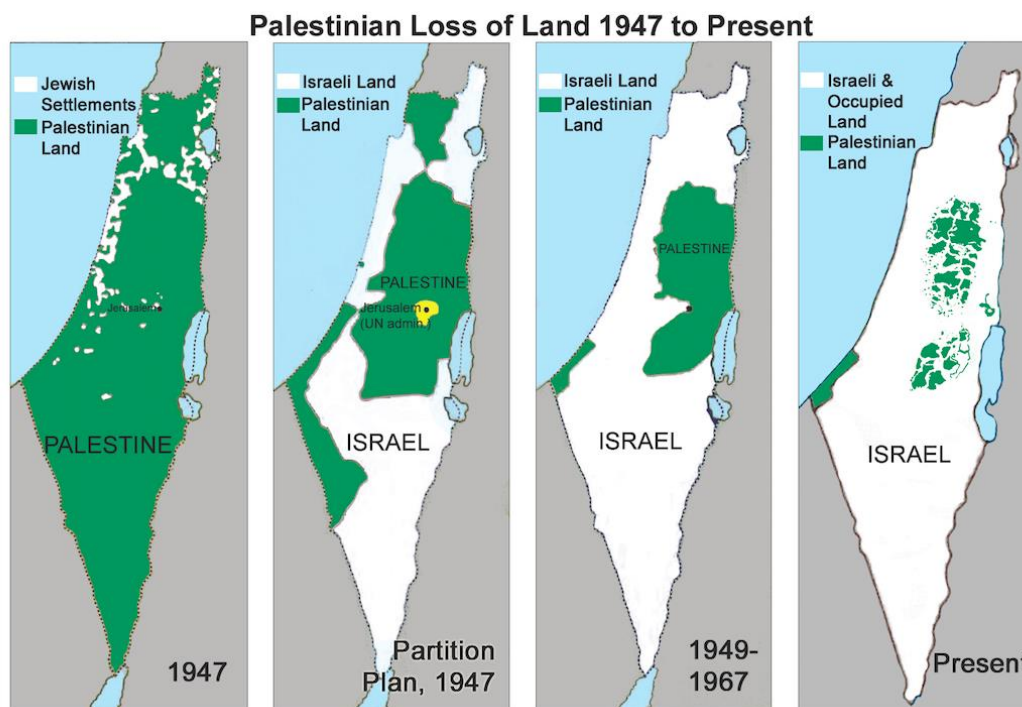 Palestinian Loss of Land 1947 to Present
Jewish
Settlements
Palestinian
Land
Jerusalem
PALESTINE
1947
Israeli Land
Palestinian
Land
PALESTINE
Jerusalem
(UN admin.)
ISRAEL
Partition
Plan, 1947
Israeli Land
Palestinian
Land
PALESTINE
ISRAEL
1949-
1967
Israeli &
Occupied
Land
Palestinian
Land
ISRAEL
Present